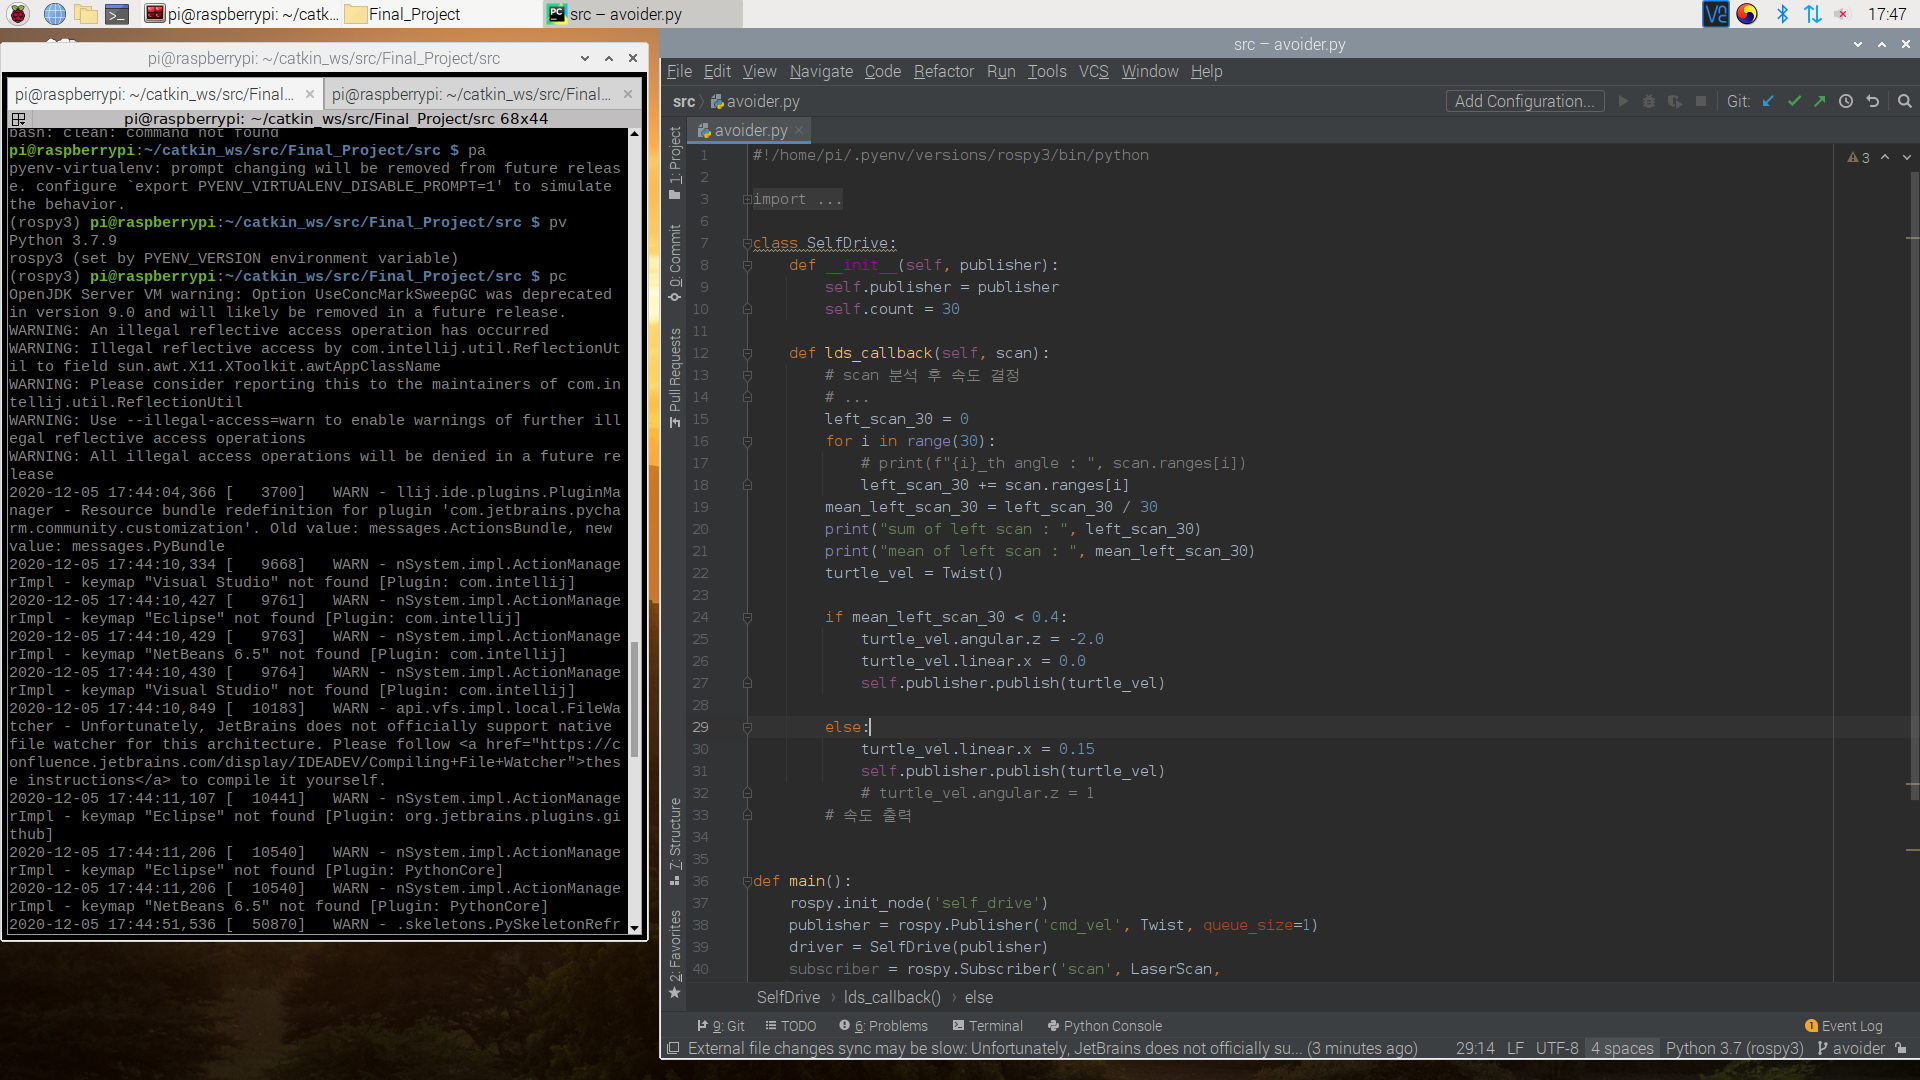 pi@raspberrypi: ~/catk...
Final_Project
src – avoider.py
17:47
pi@raspberrypi: ~/catkin_ws/src/Final_Project/src
pi@raspberrypi: ~/catkin_ws/src/Final...
pi@raspberrypi: ~/catkin_ws/src/Final...
pi@raspberrypi: ~/catkin_ws/src/Final_Project/src 68x44
bash: clean: command not found
pi@raspberrypi:~/catkin_ws/src/Final_Project/src $ pa
pyenv-virtualenv: prompt changing will be removed from future releas
e. configure `export PYENV_VIRTUALENV_DISABLE_PROMPT=1' to simulate
the behavior.
(rospy3) pi@raspberrypi:~/catkin_ws/src/Final_Project/src $ pv
Python 3.7.9
rospy3 (set by PYENV_VERSION environment variable)
(rospy3) pi@raspberrypi:~/catkin_ws/src/Final_Project/src $ pc
OpenJDK Server VM warning: Option UseConcMarkSweepGC was deprecated
in version 9.0 and will likely be removed in a future release.
WARNING: An illegal reflective access operation has occurred
WARNING: Illegal reflective access by com.intellij.util.ReflectionUt
il to field sun.awt.X11.XToolkit.awtAppClassName
WARNING: Please consider reporting this to the maintainers of com.in
tellij.util.ReflectionUtil
WARNING: Use --illegal-access=warn to enable warnings of further ill
egal reflective access operations
WARNING: All illegal access operations will be denied in a future re
lease
2020-12-05 17:44:04,366 [   3700]   WARN - llij.ide.plugins.PluginMa
nager - Resource bundle redefinition for plugin 'com.jetbrains.pycha
rm.community.customization'. Old value: messages.ActionsBundle, new
value: messages.PyBundle
2020-12-05 17:44:10,334 [   9668]   WARN - nSystem.impl.ActionManage
rImpl - keymap "Visual Studio" not found [Plugin: com.intellij]
2020-12-05 17:44:10,427 [   9761]   WARN - nSystem.impl.ActionManage
rImpl - keymap "Eclipse" not found [Plugin: com.intellij]
2020-12-05 17:44:10,429 [   9763]   WARN - nSystem.impl.ActionManage
rImpl - keymap "NetBeans 6.5" not found [Plugin: com.intellij]
2020-12-05 17:44:10,430 [   9764]   WARN - nSystem.impl.ActionManage
rImpl - keymap "Visual Studio" not found [Plugin: com.intellij]
2020-12-05 17:44:10,849 [  10183]   WARN - api.vfs.impl.local.FileWa
tcher - Unfortunately, JetBrains does not officially support native
file watcher for this architecture. Please follow <a href="https://c
onfluence.jetbrains.com/display/IDEADEV/Compiling+File+Watcher">thes
e instructions</a> to compile it yourself.
2020-12-05 17:44:11,107 [  10441]   WARN - nSystem.impl.ActionManage
rImpl - keymap "Eclipse" not found [Plugin: org.jetbrains.plugins.gi
thub]
2020-12-05 17:44:11,206 [  10540]   WARN - nSystem.impl.ActionManage
rImpl - keymap "Eclipse" not found [Plugin: PythonCore]
2020-12-05 17:44:11,206 [  10540]   WARN - nSystem.impl.ActionManage
rImpl - keymap "NetBeans 6.5" not found [Plugin: PythonCore]
2020-12-05 17:44:51,536 [  50870]   WARN - .skeletons.PySkeletonRefr
src – avoider.py
File Edit View Navigate Code Refactor Run Tools VCS Window Help
src avoider.py
Add Configuration...
Git:
avoider.py
1: Project
0: Commit
Pull Requests
7: Structure
2: Favorites
3
1 #!/home/pi/.pyenv/versions/rospy3/bin/python
2
3 import ...
6
7 class SelfDrive:
8     def __init__(self, publisher):
9         self.publisher = publisher
10         self.count = 30
11
12     def lds_callback(self, scan):
13         # scan 분석 후 속도 결정
14         # ...
15         left_scan_30 = 0
16         for i in range(30):
17             # print(f"{i}_th angle : ", scan.ranges[i])
18             left_scan_30 += scan.ranges[i]
19         mean_left_scan_30 = left_scan_30 / 30
20         print("sum of left scan : ", left_scan_30)
21         print("mean of left scan : ", mean_left_scan_30)
22         turtle_vel = Twist()
23
24         if mean_left_scan_30 < 0.4:
25             turtle_vel.angular.z = -2.0
26             turtle_vel.linear.x = 0.0
27             self.publisher.publish(turtle_vel)
28
29         else:
30             turtle_vel.linear.x = 0.15
31             self.publisher.publish(turtle_vel)
32             # turtle_vel.angular.z = 1
33         # 속도 출력
34
35
36 def main():
37     rospy.init_node('self_drive')
38     publisher = rospy.Publisher('cmd_vel', Twist, queue_size=1)
39     driver = SelfDrive(publisher)
40     subscriber = rospy.Subscriber('scan', LaserScan,
SelfDrive › lds_callback() › else
9: Git
TODO
6: Problems
Terminal
Python Console
1 Event Log
External file changes sync may be slow: Unfortunately, JetBrains does not officially su... (3 minutes ago)
29:14 LF UTF-8 4 spaces Python 3.7 (rospy3) avoider